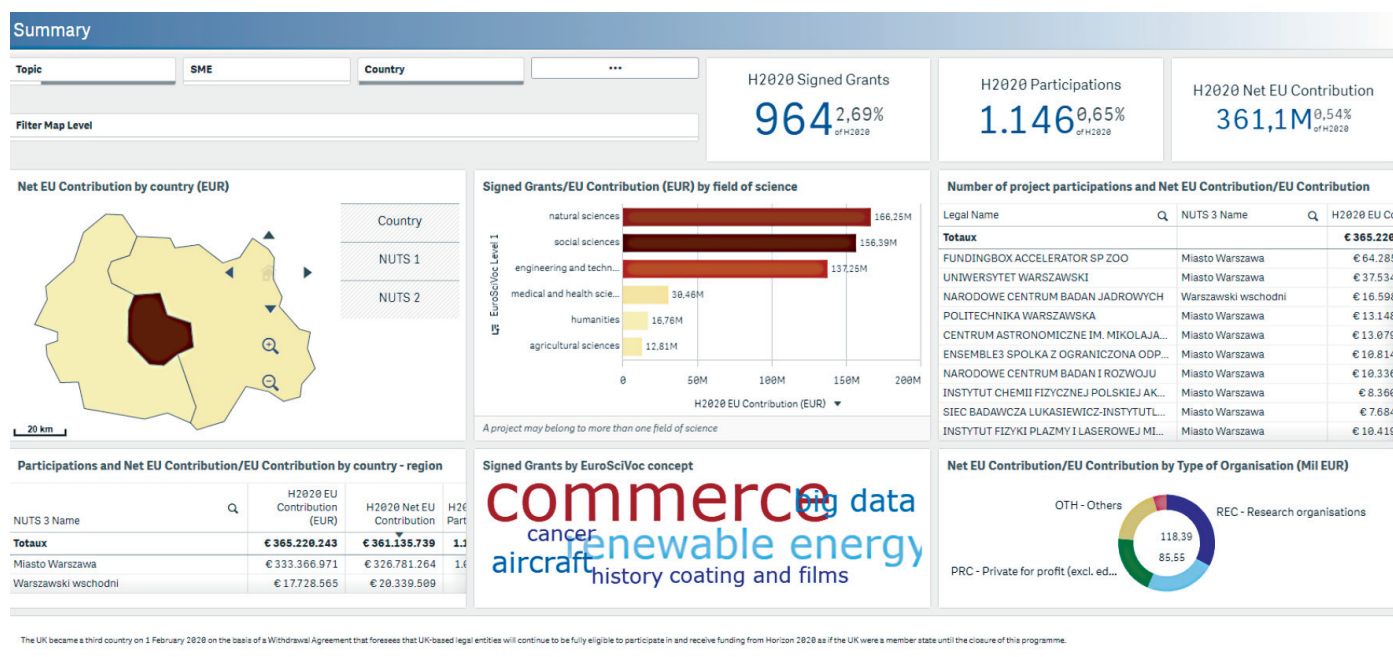 Summary
Topic
SME
Country
...
Filter Map Level
H2020 Signed Grants
964 2,69%
of H2020
H2020 Participations
1.146 0,65%
of H2020
H2020 Net EU Contribution
361,1M 0,54%
of H2020
Net EU Contribution by country (EUR)
Country
NUTS 1
NUTS 2
20 km
Signed Grants/EU Contribution (EUR) by field of science
EuroSciVoc Level 1
natural sciences 166,25M
social sciences 156,39M
engineering and techn... 137,25M
medical and health scie... 30,46M
humanities 16,76M
agricultural sciences 12,81M
0 50M 100M 150M 200M
H2020 EU Contribution (EUR)
A project may belong to more than one field of science
Number of project participations and Net EU Contribution/EU Contribution
Legal Name NUTS 3 Name H2020 EU Co
Totaux € 365.220
FUNDINGBOX ACCELERATOR SP ZOO Miasto Warszawa € 64.285
UNIWERSYTET WARSZAWSKI Miasto Warszawa € 37.534
NARODOWE CENTRUM BADAN JADROWYCH Warszawski wschodni € 16.598
POLITECHNIKA WARSZAWSKA Miasto Warszawa € 13.148
CENTRUM ASTRONOMICZNE IM. MIKOLAJA... Miasto Warszawa € 13.079
ENSEMBLE3 SPOLKA Z OGRANICZONA ODP... Miasto Warszawa € 10.814
NARODOWE CENTRUM BADAN I ROZWOJU Miasto Warszawa € 10.336
INSTYTUT CHEMII FIZYCZNEJ POLSKIEJ AK... Miasto Warszawa € 8.360
SIEC BADAWCZA LUKASIEWICZ-INSTYTUTL... Miasto Warszawa € 7.684
INSTYTUT FIZYKI PLAZMY I LASEROWEJ MI... Miasto Warszawa € 10.419
Participations and Net EU Contribution/EU Contribution by country - region
NUTS 3 Name H2020 EU Contribution (EUR) H2020 Net EU Contribution H20 Part
Totaux € 365.220.243 € 361.135.739 1.1
Miasto Warszawa € 333.366.971 € 326.781.264 1.0
Warszawski wschodni € 17.728.565 € 20.339.509
Signed Grants by EuroSciVoc concept
commerce
big data
cancer
renewable energy
aircraft
history coating and films
Net EU Contribution/EU Contribution by Type of Organisation (Mil EUR)
OTH - Others
REC - Research organisations
118,39
85,55
PRC - Private for profit (excl. ed...
The UK became a third country on 1 February 2020 on the basis of a Withdrawal Agreement that foresees that UK-based legal entities will continue to be fully eligible to participate in and receive funding from Horizon 2020 as if the UK were a member state until the closure of this programme.